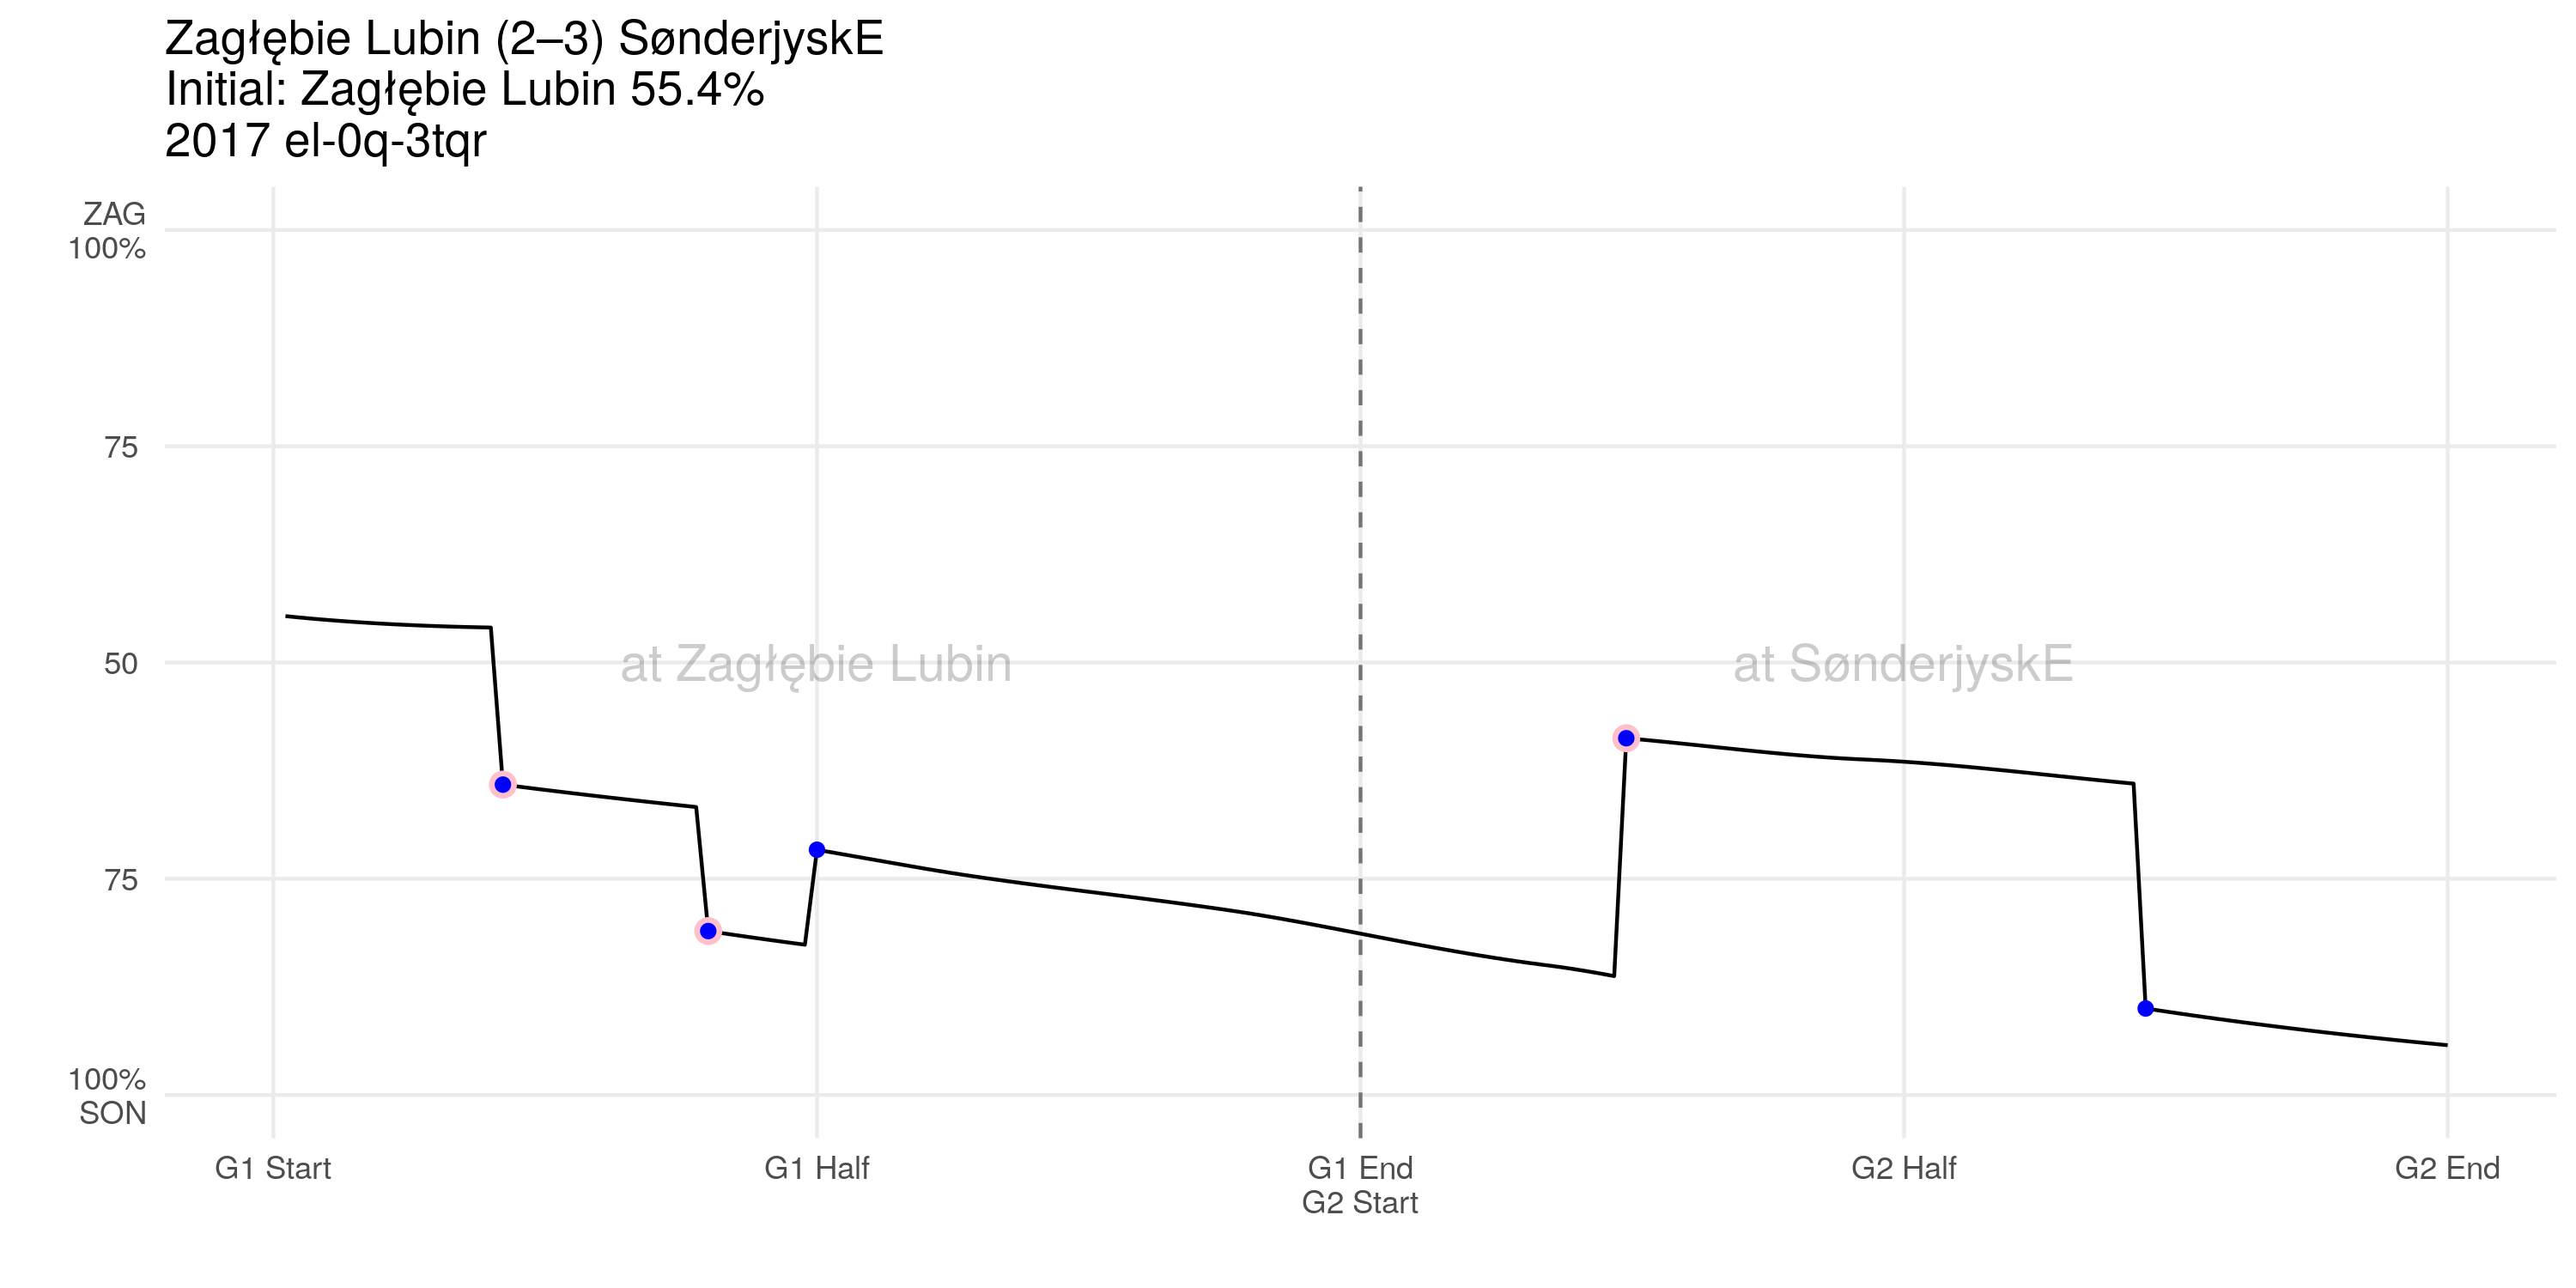 Zagłębie Lubin (2–3) SønderjyskE
Initial: Zagłębie Lubin 55.4%
2017 el-0q-3tqr
ZAG
100%
75
50
75
100%
SON
at Zagłębie Lubin
at SønderjyskE
G1 Start
G1 Half
G1 End
G2 Start
G2 Half
G2 End